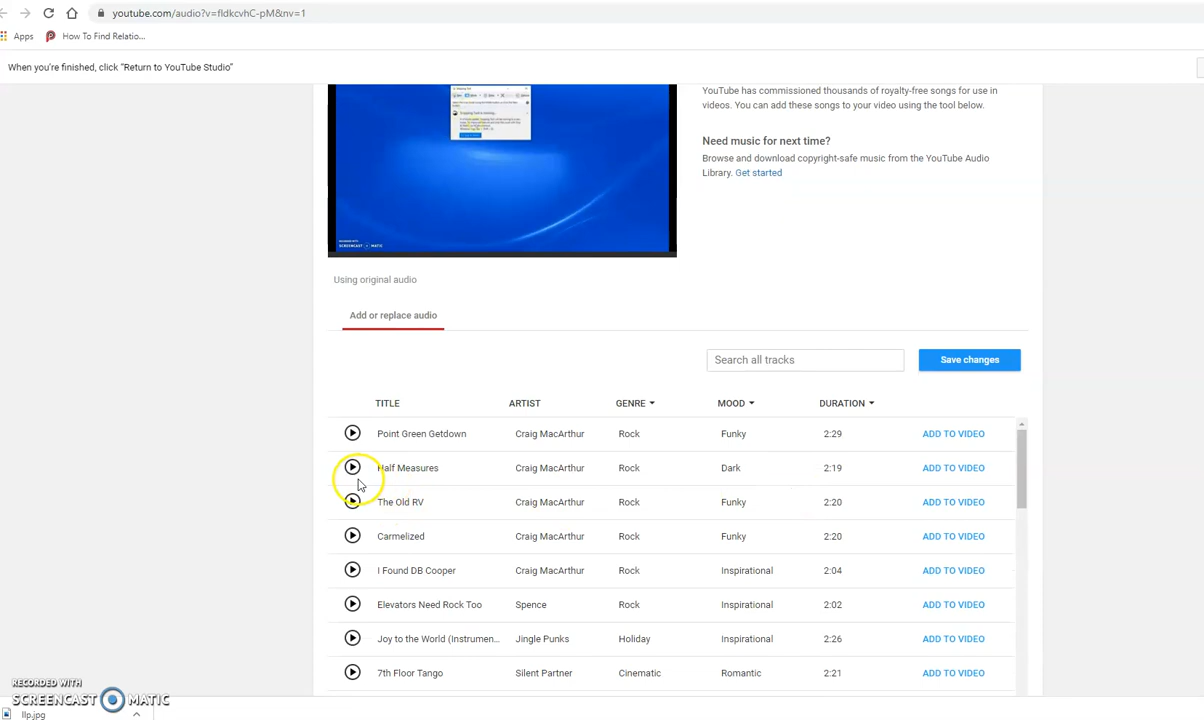 youtube.com/audio?v=fldkcvhC-pM&nv=1
Apps How To Find Relatio...
When you're finished, click "Return to YouTube Studio"
YouTube has commissioned thousands of royalty-free songs for use in
videos. You can add these songs to your video using the tool below.
Need music for next time?
Browse and download copyright-safe music from the YouTube Audio
Library. Get started
RECORDED WITH
SCREENCAST MATIC
Using original audio
Add or replace audio
Search all tracks Save changes
TITLE ARTIST GENRE MOOD DURATION
Point Green Getdown Craig MacArthur Rock Funky 2:29 ADD TO VIDEO
Half Measures Craig MacArthur Rock Dark 2:19 ADD TO VIDEO
The Old RV Craig MacArthur Rock Funky 2:20 ADD TO VIDEO
Carmelized Craig MacArthur Rock Funky 2:20 ADD TO VIDEO
I Found DB Cooper Craig MacArthur Rock Inspirational 2:04 ADD TO VIDEO
Elevators Need Rock Too Spence Rock Inspirational 2:02 ADD TO VIDEO
Joy to the World (Instrumen... Jingle Punks Holiday Inspirational 2:26 ADD TO VIDEO
7th Floor Tango Silent Partner Cinematic Romantic 2:21 ADD TO VIDEO
RECORDED WITH
SCREENCAST MATIC
llp.jpg